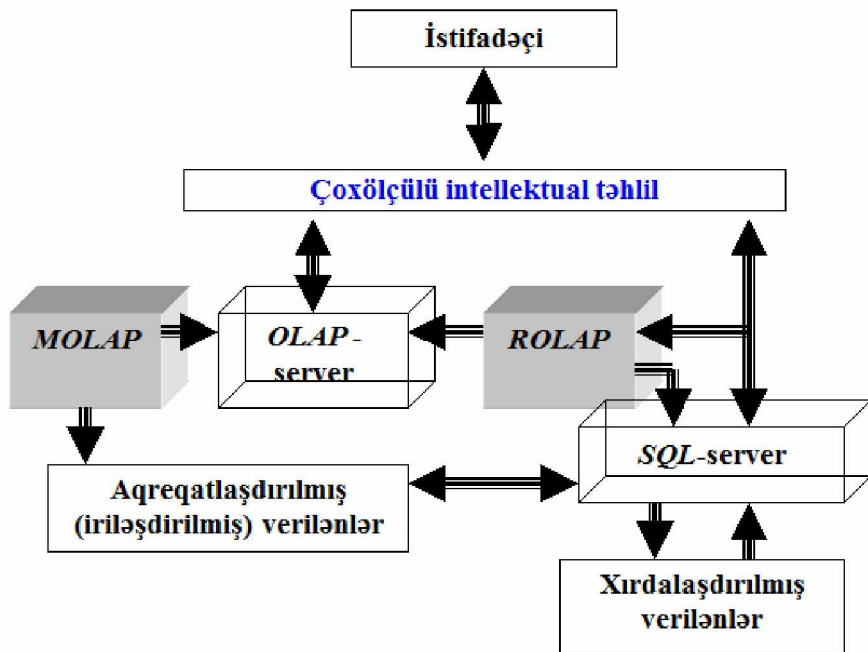 İstifadəçi
Çoxölçülü intellektual təhlil
MOLAP
OLAP -
server
ROLAP
SQL-server
Aqreqatlaşdırılmış
(iriləşdirilmiş) verilənlər
Xırdalaşdırılmış
verilənlər